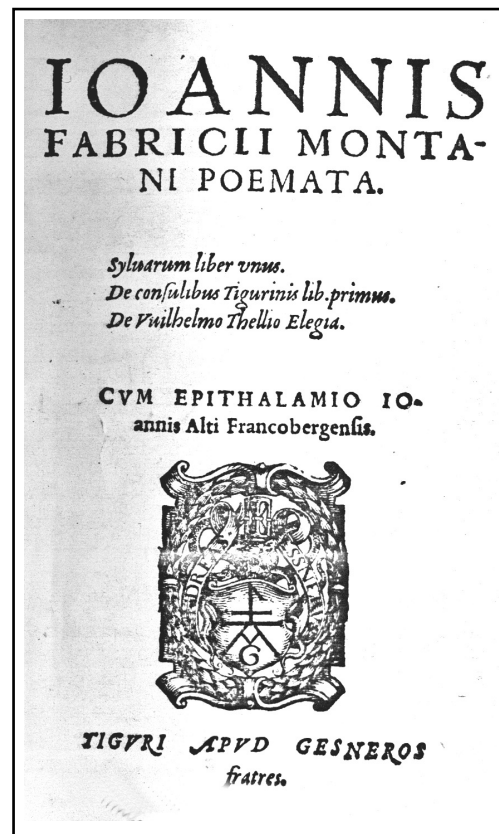 IOANNIS
FABRICII MONTA-
NI POEMATA.
Syluarum liber vnus.
De consulibus Tigurinis lib. primus.
De Vuilhelmo Thellio Elegia.
CVM EPITHALAMIO IO-
annis Alti Francobergensis.
G
TIGVRI APVD GESNEROS
fratres.